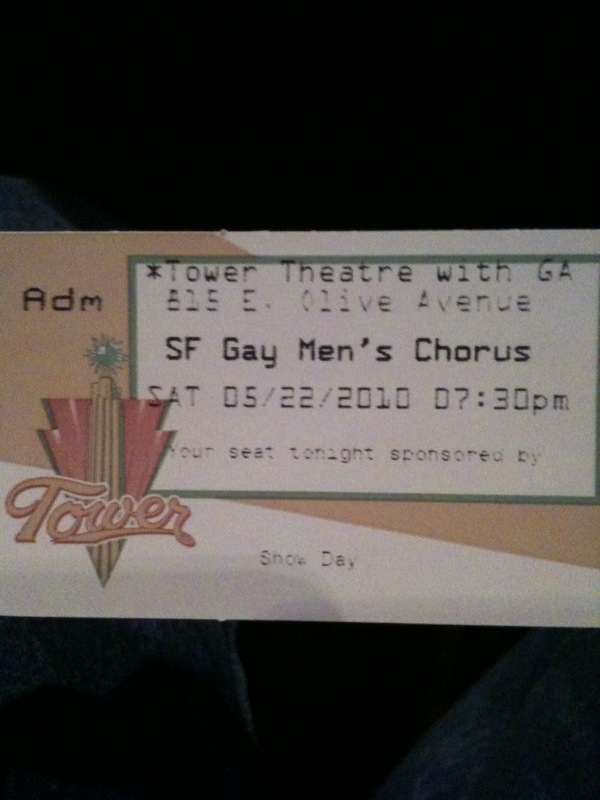 Adm
*Tower Theatre with GA
815 E. Olive Avenue
SF Gay Men's Chorus
SAT 05/22/2010 07:30pm
Your seat tonight sponsored by
Tower
Show Day